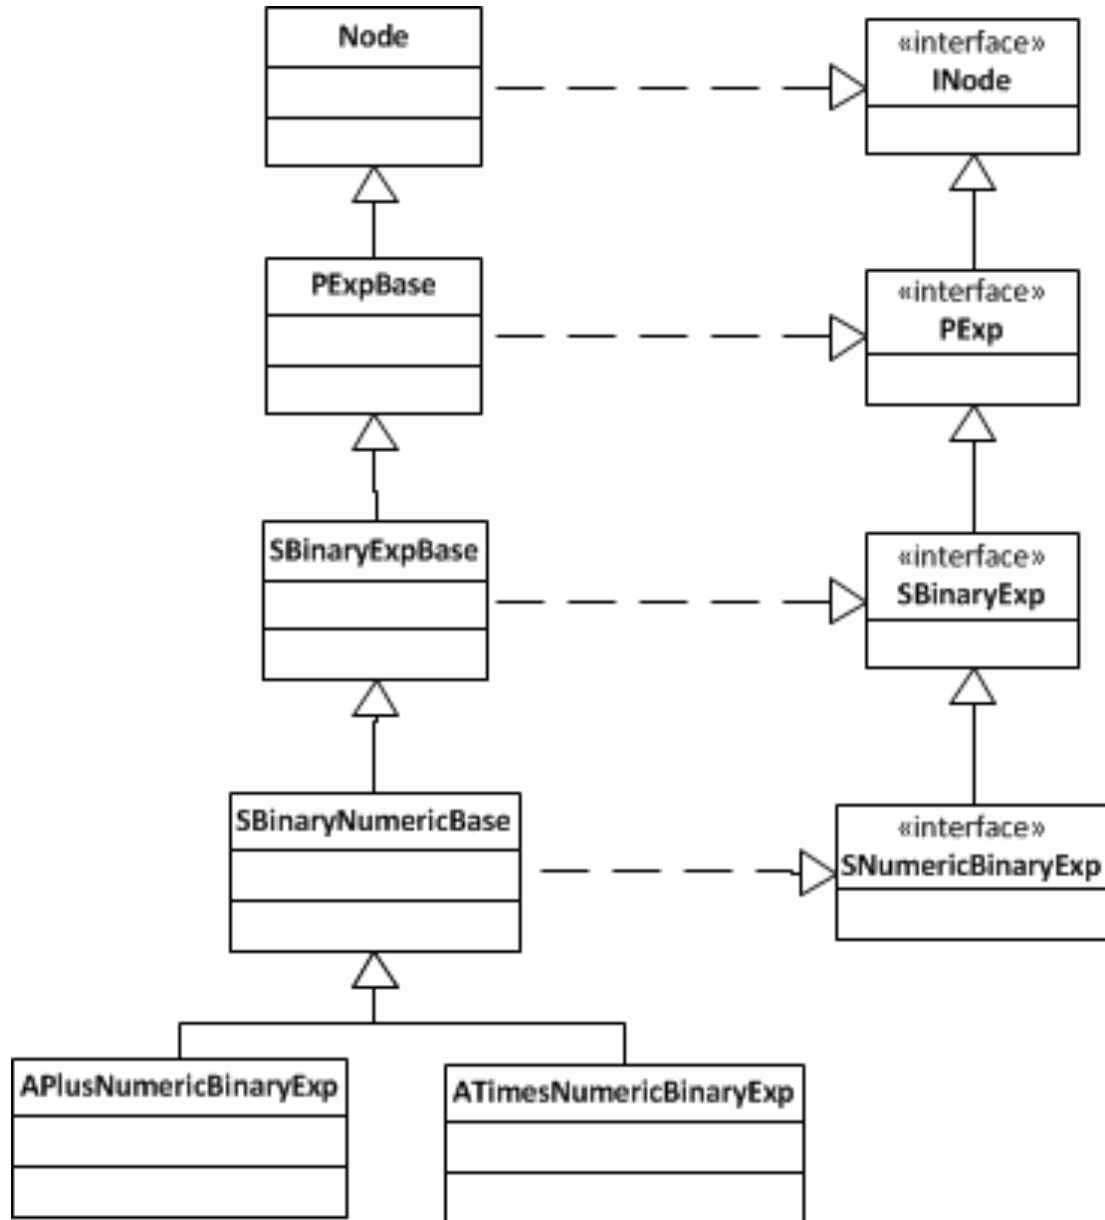 Node
«interface»
INode
PExpBase
«interface»
PExp
SBinaryExpBase
«interface»
SBinaryExp
SBinaryNumericBase
«interface»
SNumericBinaryExp
APlusNumericBinaryExp
ATimesNumericBinaryExp